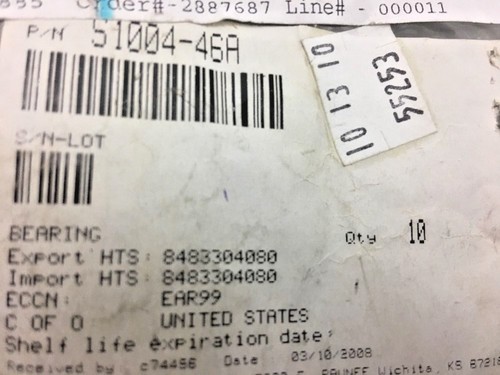 Order#-2887687 Line# - 000011
P/N 51004-46A
10 13 10
55253
S/N-LOT
BEARING
Qty 10
Export HTS: 8483304080
Import HTS: 8483304080
ECCN: EAR99
C OF O UNITED STATES
Shelf life expiration date:
Received by: c74456 Date 03/10/2008
Wichita, KS